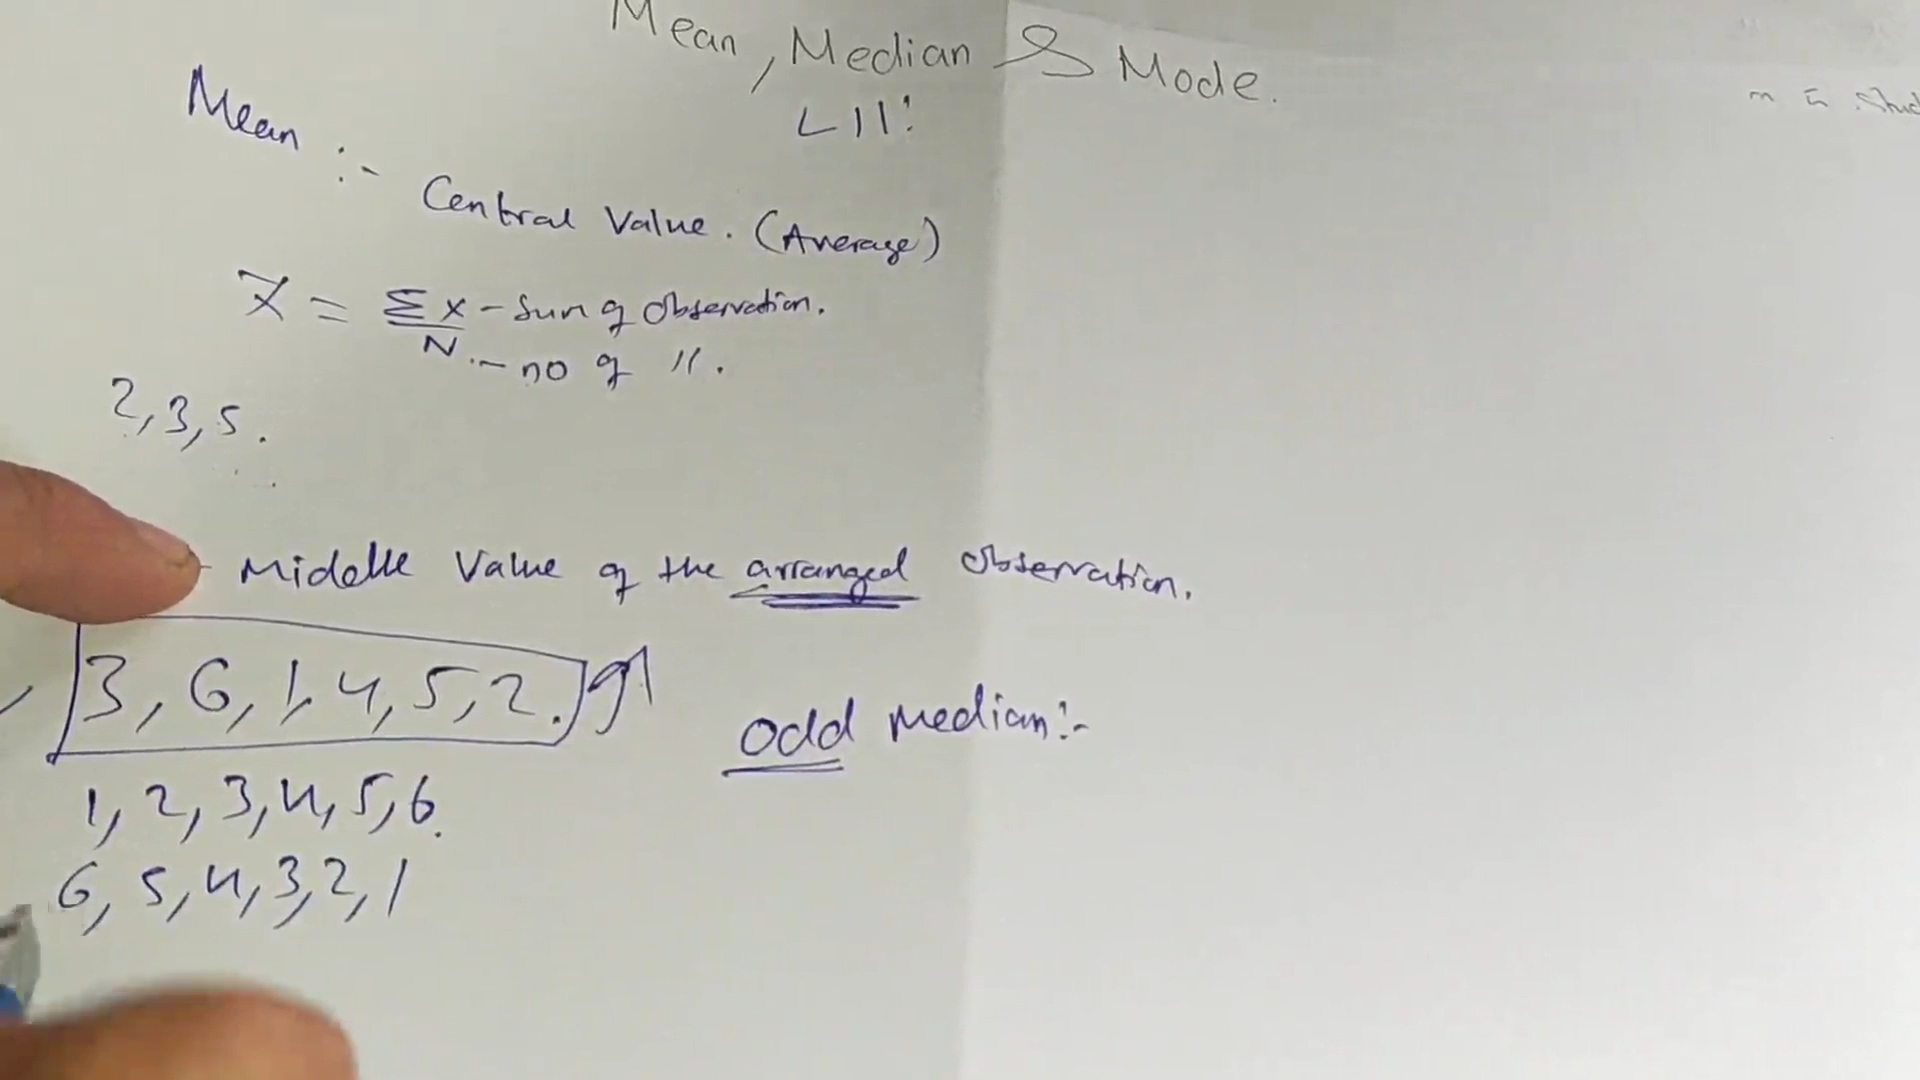 Mean, Median & Mode.
L11:
Mean :-
Central Value. (Average)
x̄ = Σx - Sum of Observation.
N. - no of 11.
2, 3, 5.
Middle Value of the arranged Observation.
3, 6, 1, 4, 5, 2.
Odd Median:-
1, 2, 3, 4, 5, 6.
6, 5, 4, 3, 2, 1